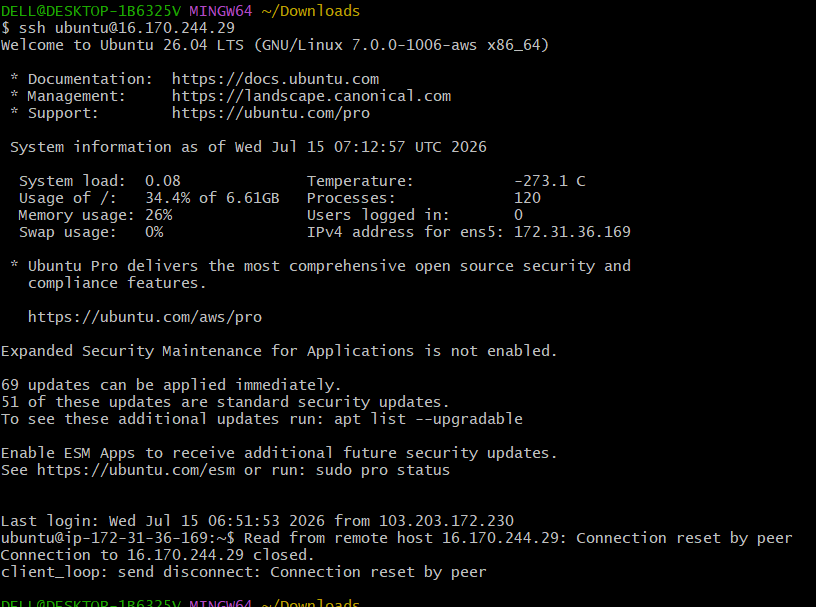 DELL@DESKTOP-1B6325V MINGW64 ~/Downloads
$ ssh ubuntu@16.170.244.29
Welcome to Ubuntu 26.04 LTS (GNU/Linux 7.0.0-1006-aws x86_64)

 * Documentation:  https://docs.ubuntu.com
 * Management:     https://landscape.canonical.com
 * Support:        https://ubuntu.com/pro

 System information as of Wed Jul 15 07:12:57 UTC 2026

  System load:  0.08               Temperature:           -273.1 C
  Usage of /:   34.4% of 6.61GB    Processes:             120
  Memory usage: 26%                Users logged in:       0
  Swap usage:   0%                 IPv4 address for ens5: 172.31.36.169

 * Ubuntu Pro delivers the most comprehensive open source security and
   compliance features.

   https://ubuntu.com/aws/pro

Expanded Security Maintenance for Applications is not enabled.

69 updates can be applied immediately.
51 of these updates are standard security updates.
To see these additional updates run: apt list --upgradable

Enable ESM Apps to receive additional future security updates.
See https://ubuntu.com/esm or run: sudo pro status


Last login: Wed Jul 15 06:51:53 2026 from 103.203.172.230
ubuntu@ip-172-31-36-169:~$ Read from remote host 16.170.244.29: Connection reset by peer
Connection to 16.170.244.29 closed.
client_loop: send disconnect: Connection reset by peer

DELL@DESKTOP-1B6325V MINGW64 ~/Downloads